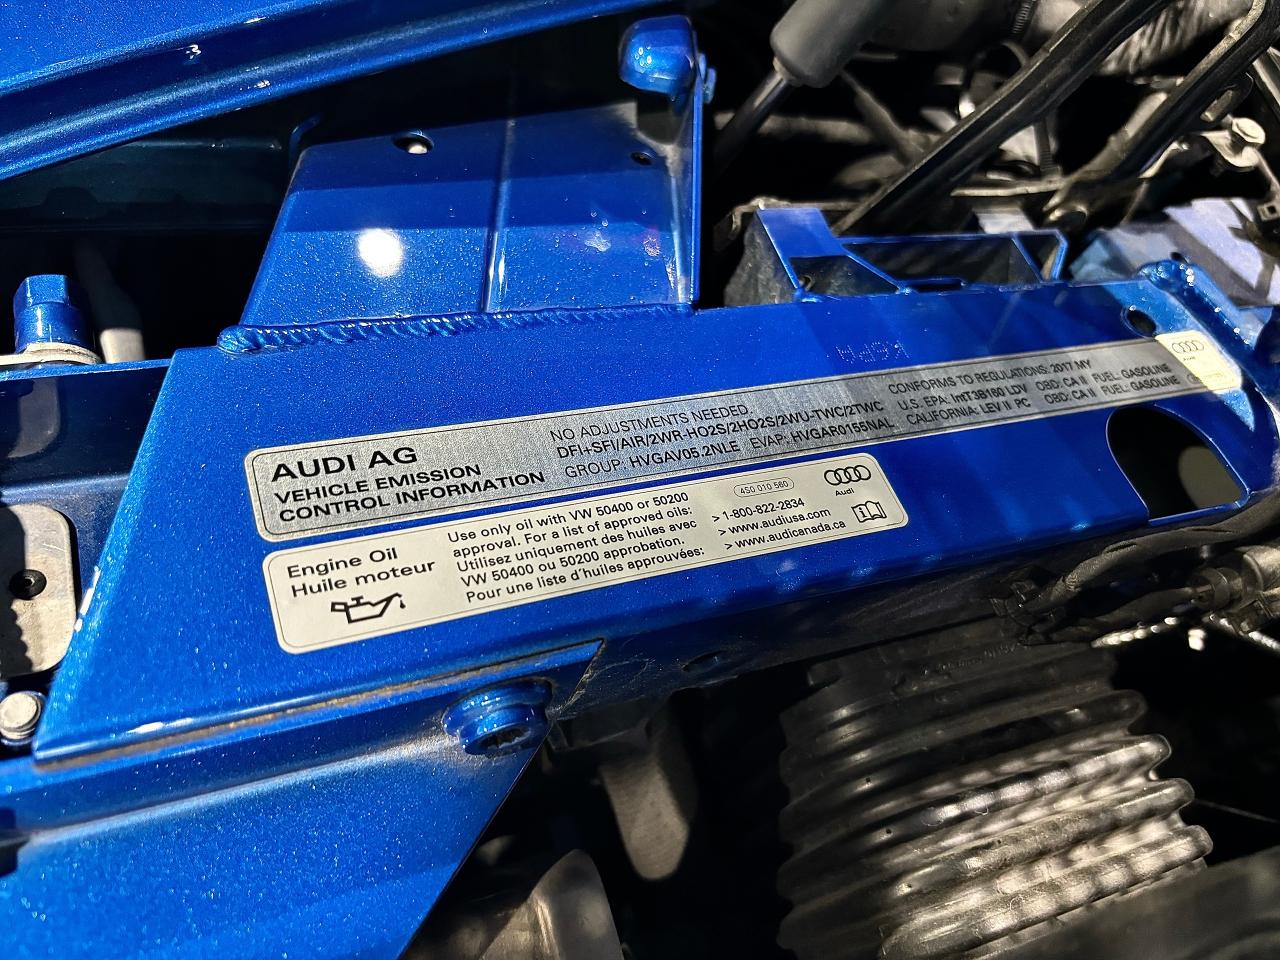 AUDI AG
VEHICLE EMISSION
CONTROL INFORMATION
NO ADJUSTMENTS NEEDED.
DFI+SFI/AIR/2WR-HO2S/2HO2S/2WU-TWC/2TWC
GROUP: HVGAV05.2NLE EVAP: HVGAR0155NAL
CONFORMS TO REGULATIONS: 2017 MY
U.S. EPA: IntT3B160 LDV OBD: CA II FUEL: GASOLINE
CALIFORNIA: LEV II PC OBD: CA II FUEL: GASOLINE
Audi
Engine Oil
Huile moteur
Use only oil with VW 50400 or 50200
approval. For a list of approved oils:
Utilisez uniquement des huiles avec
VW 50400 ou 50200 approbation.
Pour une liste d'huiles approuvées:
4S0 010 560
> 1-800-822-2834
> www.audiusa.com
> www.audicanada.ca
Audi